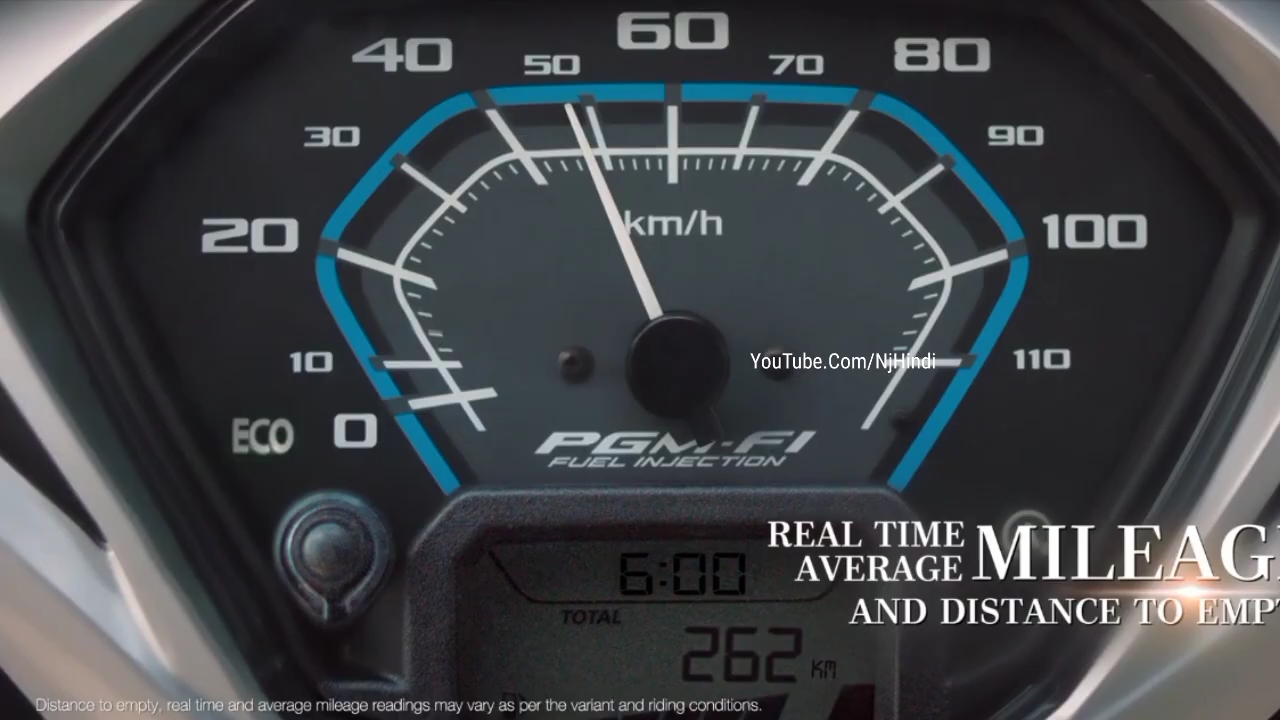 60
40
80
50
70
30
90
20
km/h
100
10
YouTube.Com/NjHindi
110
ECO
0
PGM-FI
FUEL INJECTION
REAL TIME
AVERAGE
MILEAG
6:00
AND DISTANCE TO EMPT
TOTAL
262 KM
Distance to empty, real time and average mileage readings may vary as per the variant and riding conditions.